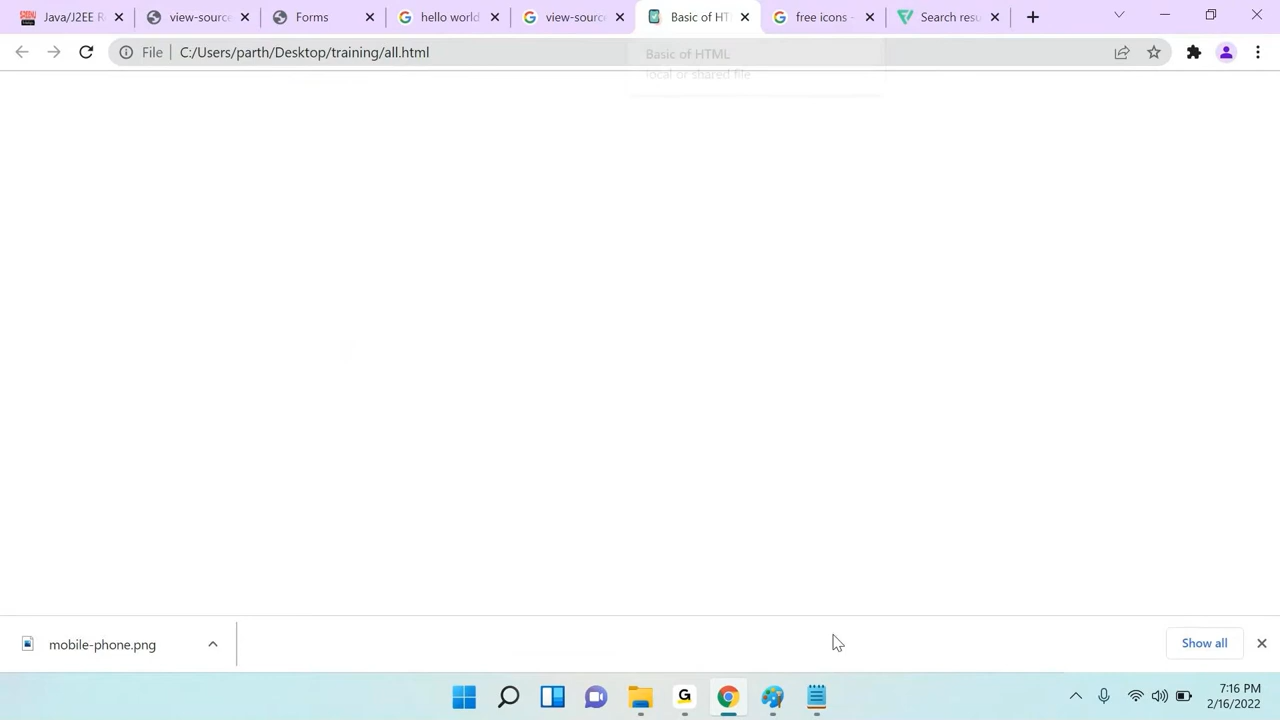 Java/J2EE R
view-source
Forms
hello world
view-source
Basic of HT
free icons -
Search resu
File
C:/Users/parth/Desktop/training/all.html
Basic of HTML
local or shared file
mobile-phone.png
Show all
G
7:16 PM
2/16/2022